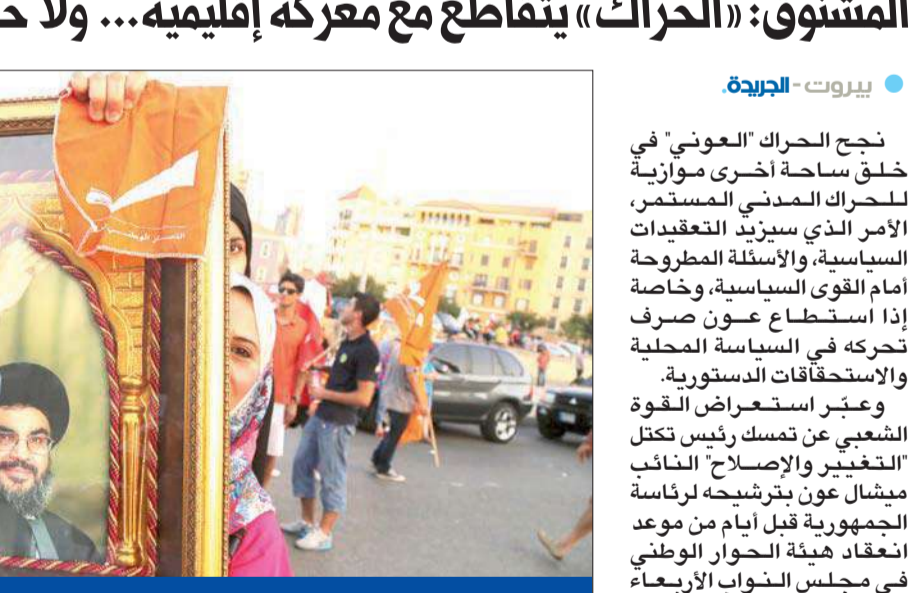 المشنوق: «الحراك» يتقاطع مع معركة إقليمية... ولا
بيروت - الجريدة.
نجح الحراك "العوني" في
خلق ساحة أخرى موازية
للحراك المدني المستمر،
الأمر الذي سيزيد التعقيدات
السياسية، والأسئلة المطروحة
أمام القوى السياسية، وخاصة
إذا استطاع عون صرف
تحركه في السياسة المحلية
والاستحقاقات الدستورية.
وعبّر استعراض القوة
الشعبي عن تمسك رئيس تكتل
"التغيير والإصلاح" النائب
ميشال عون بترشيحه لرئاسة
الجمهورية قبل أيام من موعد
انعقاد هيئة الحوار الوطني
في مجلس النواب الأربعاء